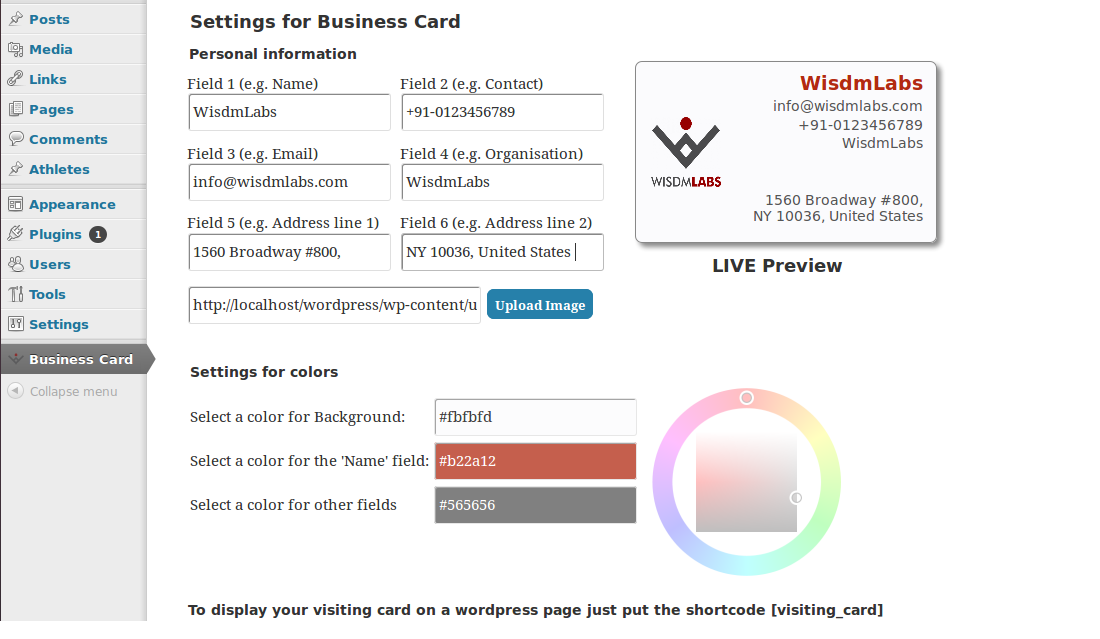 Posts
Media
Links
Pages
Comments
Athletes
Appearance
Plugins 1
Users
Tools
Settings
Business Card
Collapse menu
Settings for Business Card
Personal information
Field 1 (e.g. Name) Field 2 (e.g. Contact)
WisdmLabs +91-0123456789
Field 3 (e.g. Email) Field 4 (e.g. Organisation)
info@wisdmlabs.com WisdmLabs
Field 5 (e.g. Address line 1) Field 6 (e.g. Address line 2)
1560 Broadway #800, NY 10036, United States
http://localhost/wordpress/wp-content/u Upload Image
WisdmLabs
info@wisdmlabs.com
+91-0123456789
WisdmLabs
WISDMLABS
1560 Broadway #800,
NY 10036, United States
LIVE Preview
Settings for colors
Select a color for Background: #fbfbfd
Select a color for the 'Name' field: #b22a12
Select a color for other fields #565656
To display your visiting card on a wordpress page just put the shortcode [visiting_card]